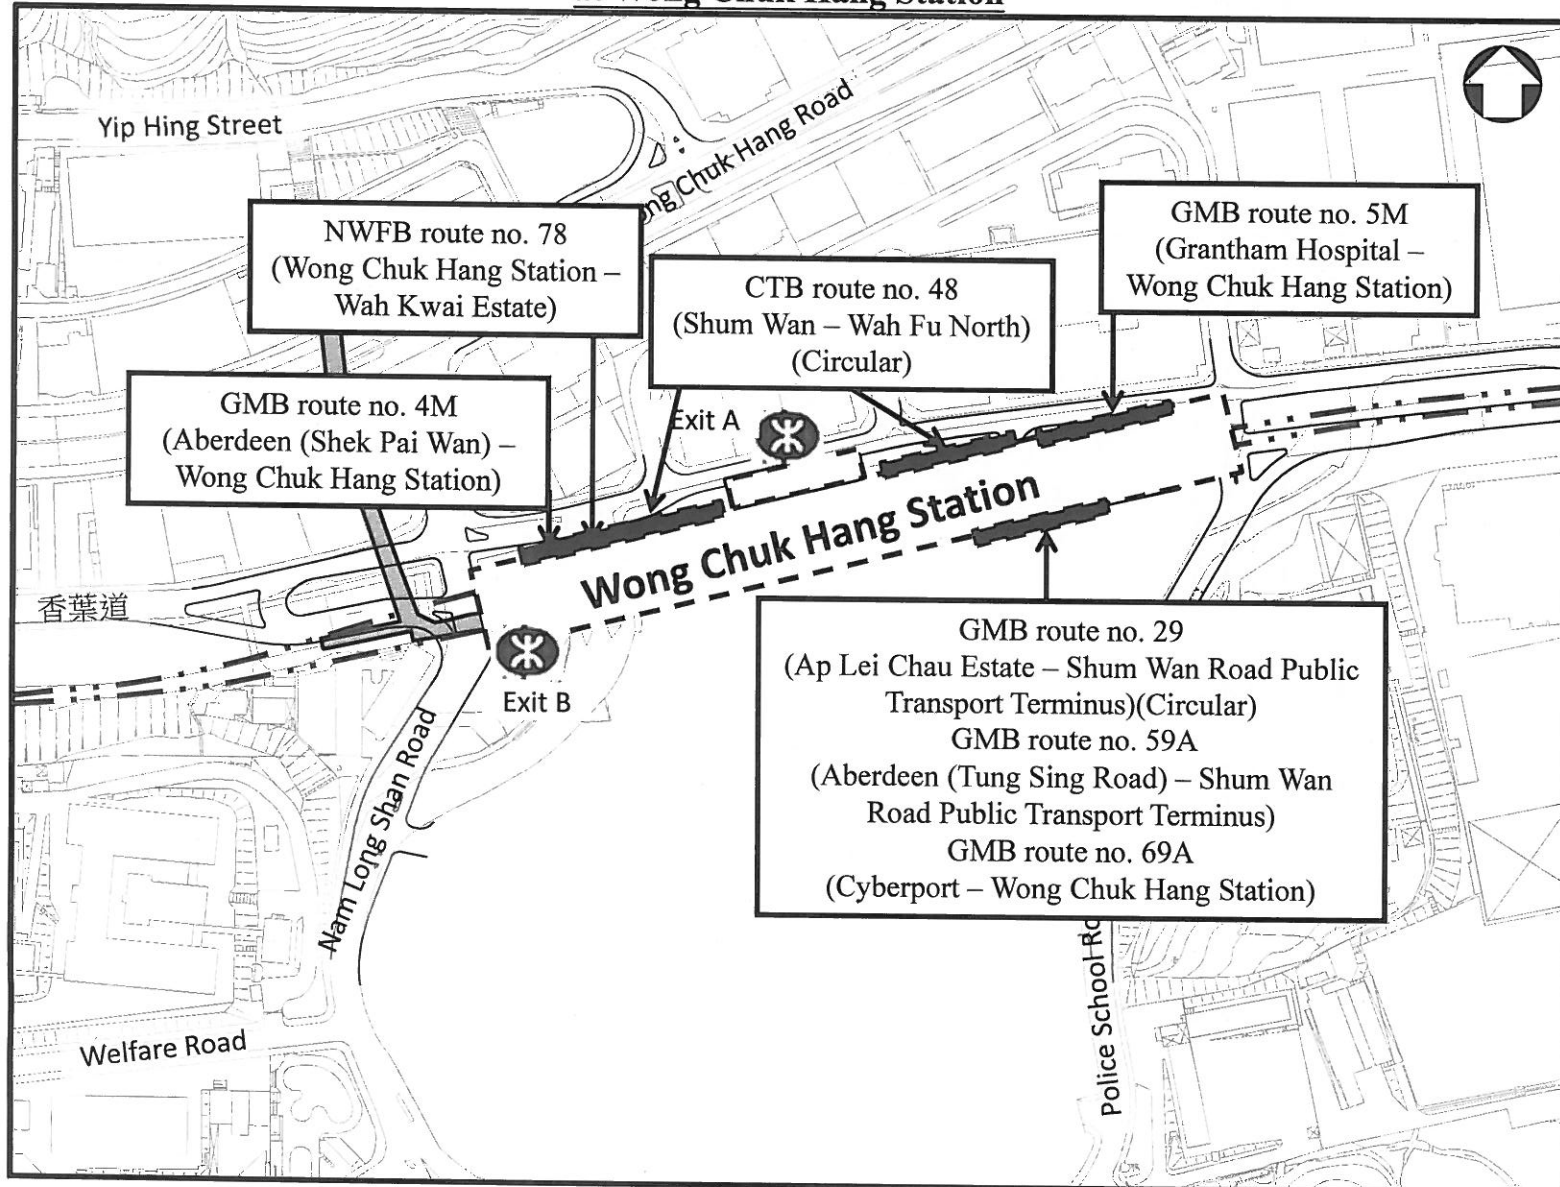 Wong Chuk Hang Station
Yip Hing Street
Chuk Hang Road
NWFB route no. 78
(Wong Chuk Hang Station –
Wah Kwai Estate)
CTB route no. 48
(Shum Wan – Wah Fu North)
(Circular)
GMB route no. 5M
(Grantham Hospital –
Wong Chuk Hang Station)
GMB route no. 4M
(Aberdeen (Shek Pai Wan) –
Wong Chuk Hang Station)
Exit A
Wong Chuk Hang Station
香葉道
Exit B
Nam Long Shan Road
GMB route no. 29
(Ap Lei Chau Estate – Shum Wan Road Public
Transport Terminus)(Circular)
GMB route no. 59A
(Aberdeen (Tung Sing Road) – Shum Wan
Road Public Transport Terminus)
GMB route no. 69A
(Cyberport – Wong Chuk Hang Station)
Welfare Road
Police School